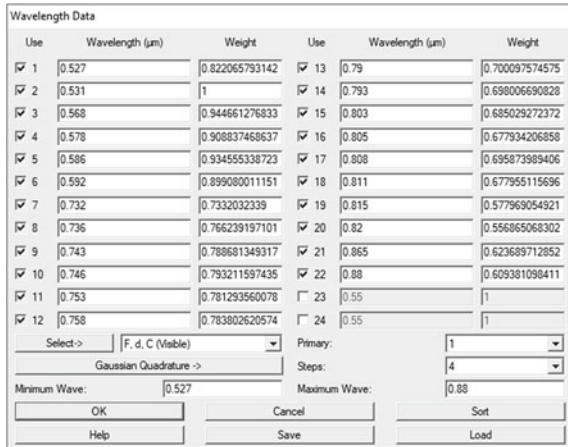 Wavelength Data
Use Wavelength (µm) Weight Use Wavelength (µm) Weight
1 0.527 0.822065793142 13 0.79 0.700097574575
2 0.531 1 14 0.793 0.698006690828
3 0.568 0.944661276833 15 0.803 0.685029272372
4 0.578 0.908837468637 16 0.805 0.677934206858
5 0.586 0.934555338723 17 0.808 0.695873989406
6 0.592 0.899080011151 18 0.811 0.677955115696
7 0.732 0.7332032339 19 0.815 0.577969054921
8 0.736 0.766239197101 20 0.82 0.556865068302
9 0.743 0.788681349317 21 0.865 0.623689712852
10 0.746 0.793211597435 22 0.88 0.609381098411
11 0.753 0.781293560078 23 0.55 1
12 0.758 0.783802620574 24 0.55 1
Select-> F, d, C (Visible) Primary: 1
Gaussian Quadrature -> Steps: 4
Minimum Wave: 0.527 Maximum Wave: 0.88
OK Cancel Sort
Help Save Load